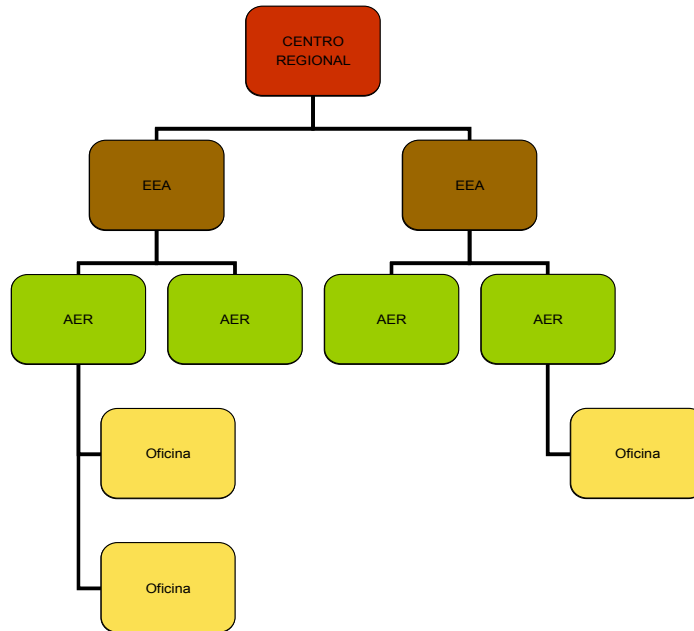 CENTRO
REGIONAL
EEA
EEA
AER
AER
AER
AER
Oficina
Oficina
Oficina